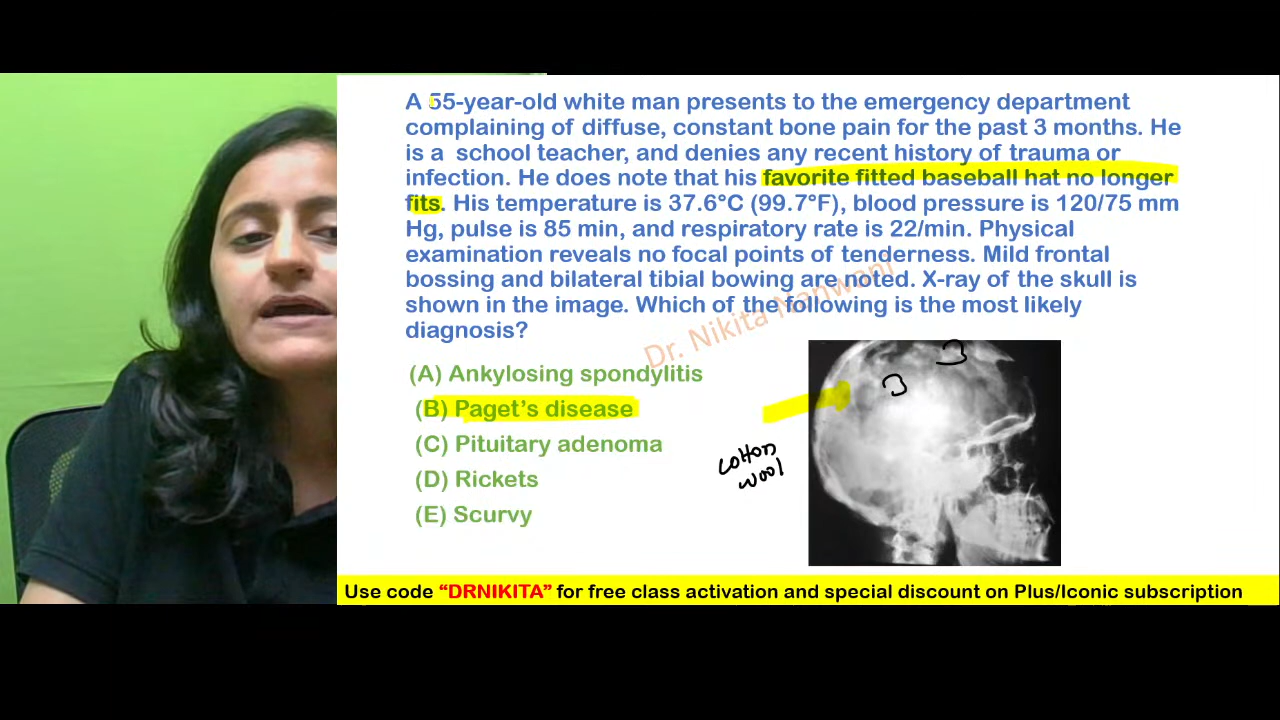 A 55-year-old white man presents to the emergency department
complaining of diffuse, constant bone pain for the past 3 months. He
is a school teacher, and denies any recent history of trauma or
infection. He does note that his favorite fitted baseball hat no longer
fits. His temperature is 37.6°C (99.7°F), blood pressure is 120/75 mm
Hg, pulse is 85 min, and respiratory rate is 22/min. Physical
examination reveals no focal points of tenderness. Mild frontal
bossing and bilateral tibial bowing are noted. X-ray of the skull is
shown in the image. Which of the following is the most likely
diagnosis?
Dr. Nikita Nanwani
(A) Ankylosing spondylitis
(B) Paget's disease
(C) Pituitary adenoma
(D) Rickets
(E) Scurvy
cotton
wool
Use code “DRNIKITA” for free class activation and special discount on Plus/Iconic subscription